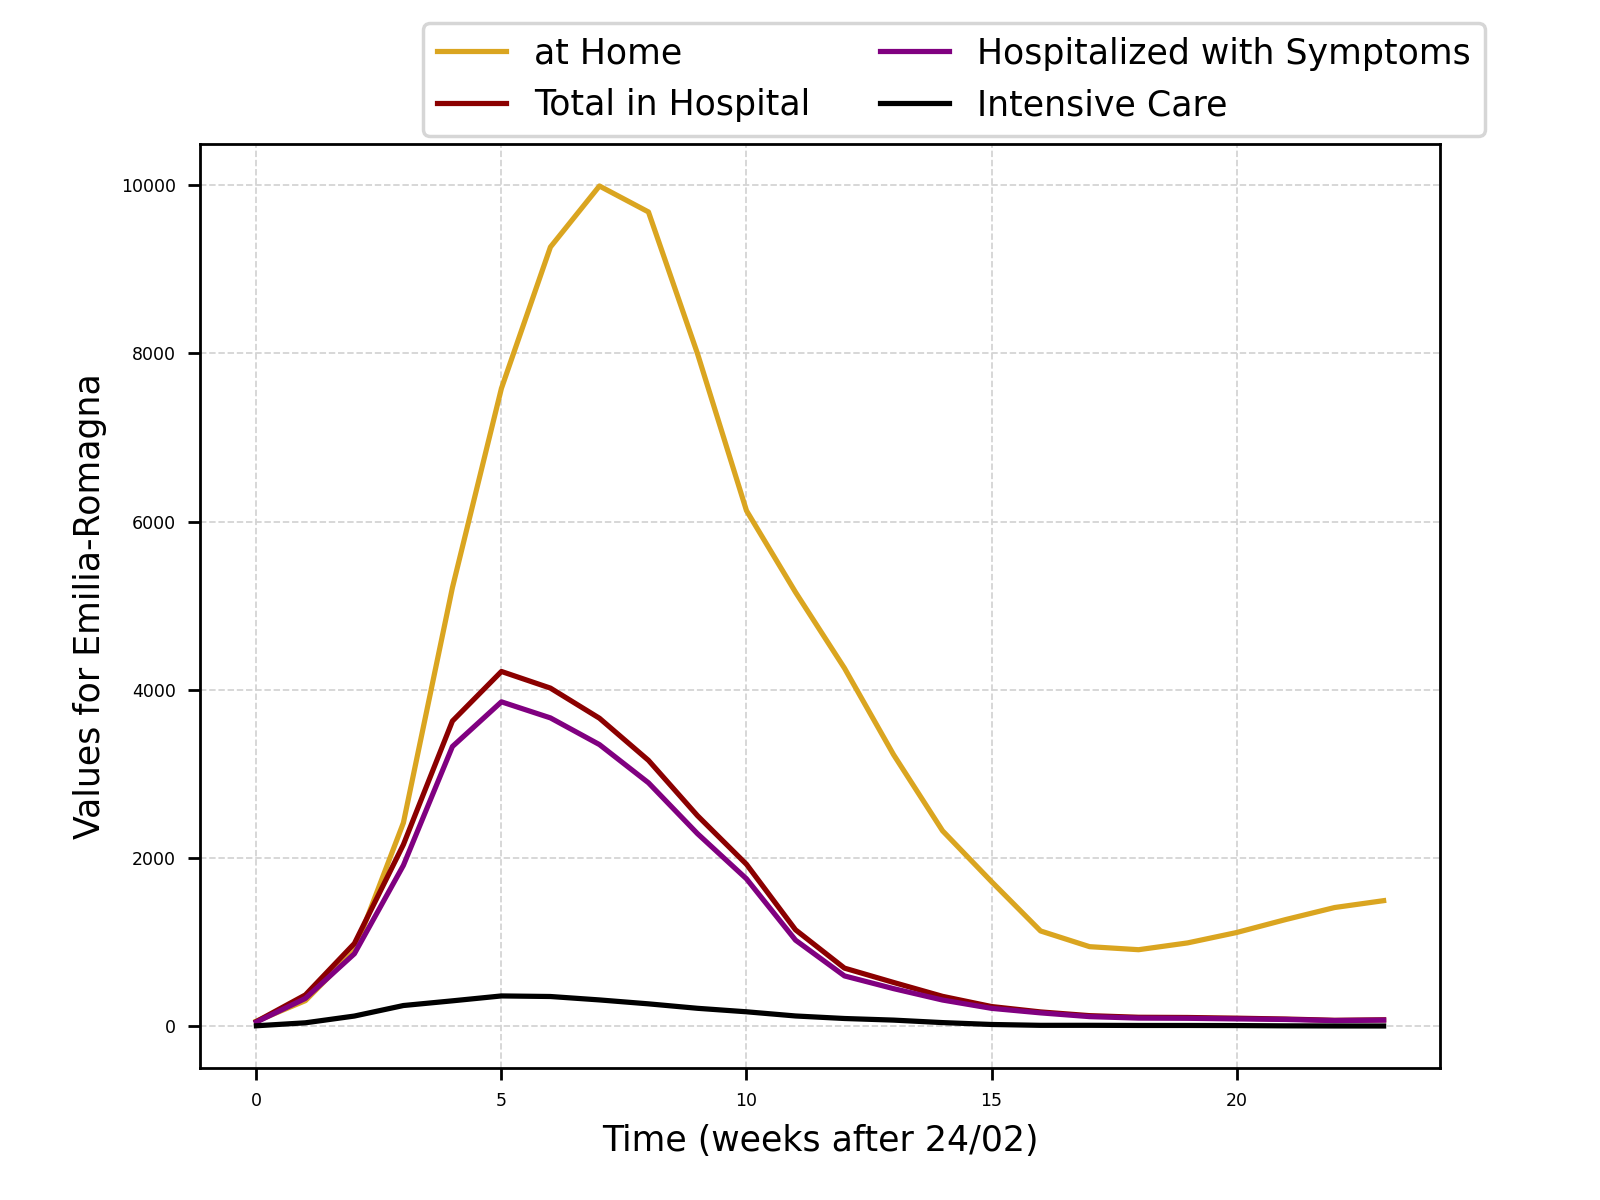 at Home
Total in Hospital
Hospitalized with Symptoms
Intensive Care
10000
8000
6000
4000
2000
0
Values for Emilia-Romagna
0 5 10 15 20
Time (weeks after 24/02)